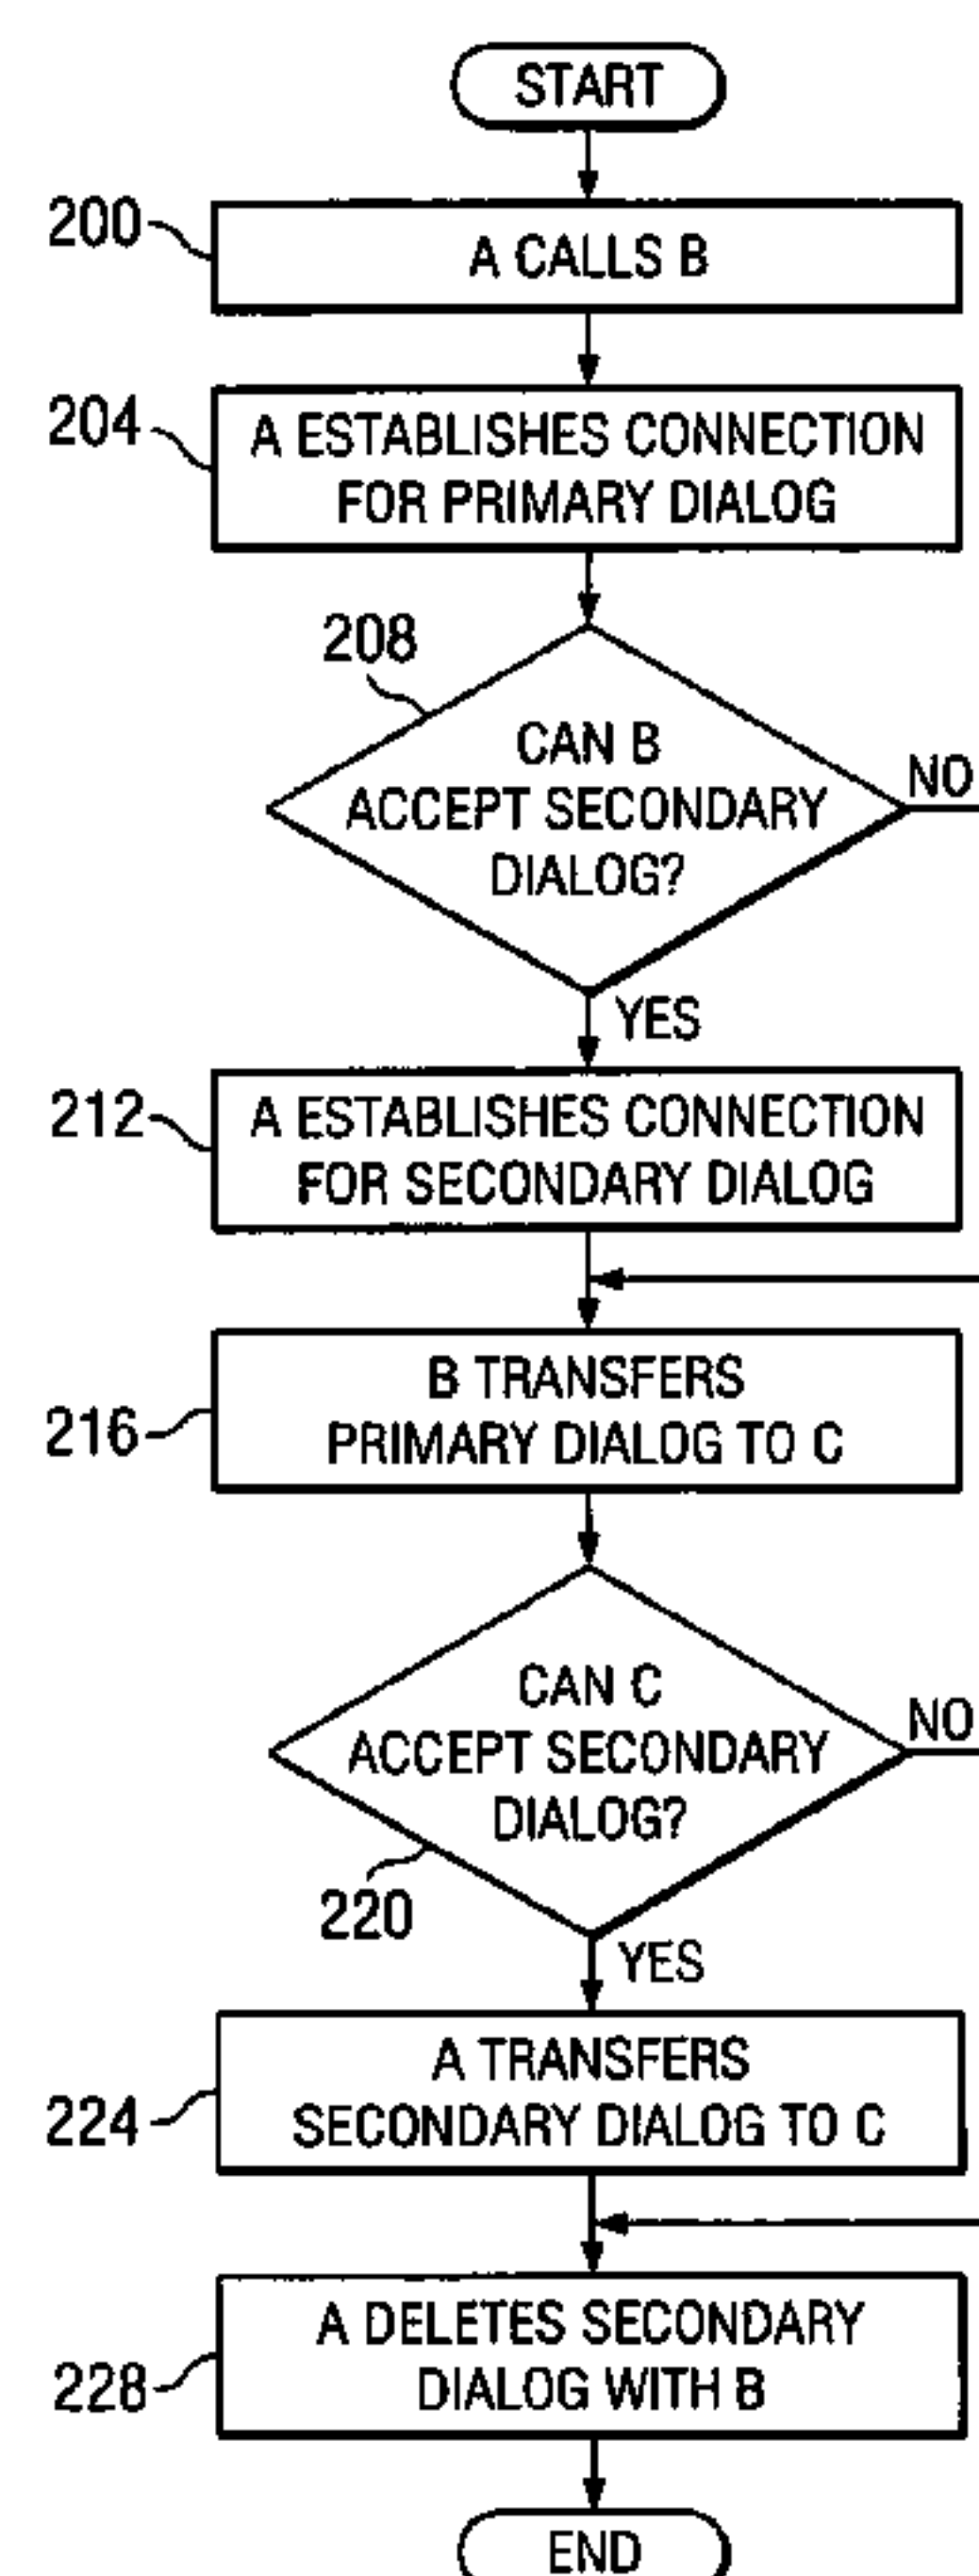 START
200
A CALLS B
204
A ESTABLISHES CONNECTION
FOR PRIMARY DIALOG
208
CAN B
ACCEPT SECONDARY
DIALOG?
NO
YES
212
A ESTABLISHES CONNECTION
FOR SECONDARY DIALOG
216
B TRANSFERS
PRIMARY DIALOG TO C
CAN C
ACCEPT SECONDARY
DIALOG?
NO
220
YES
224
A TRANSFERS
SECONDARY DIALOG TO C
228
A DELETES SECONDARY
DIALOG WITH B
END